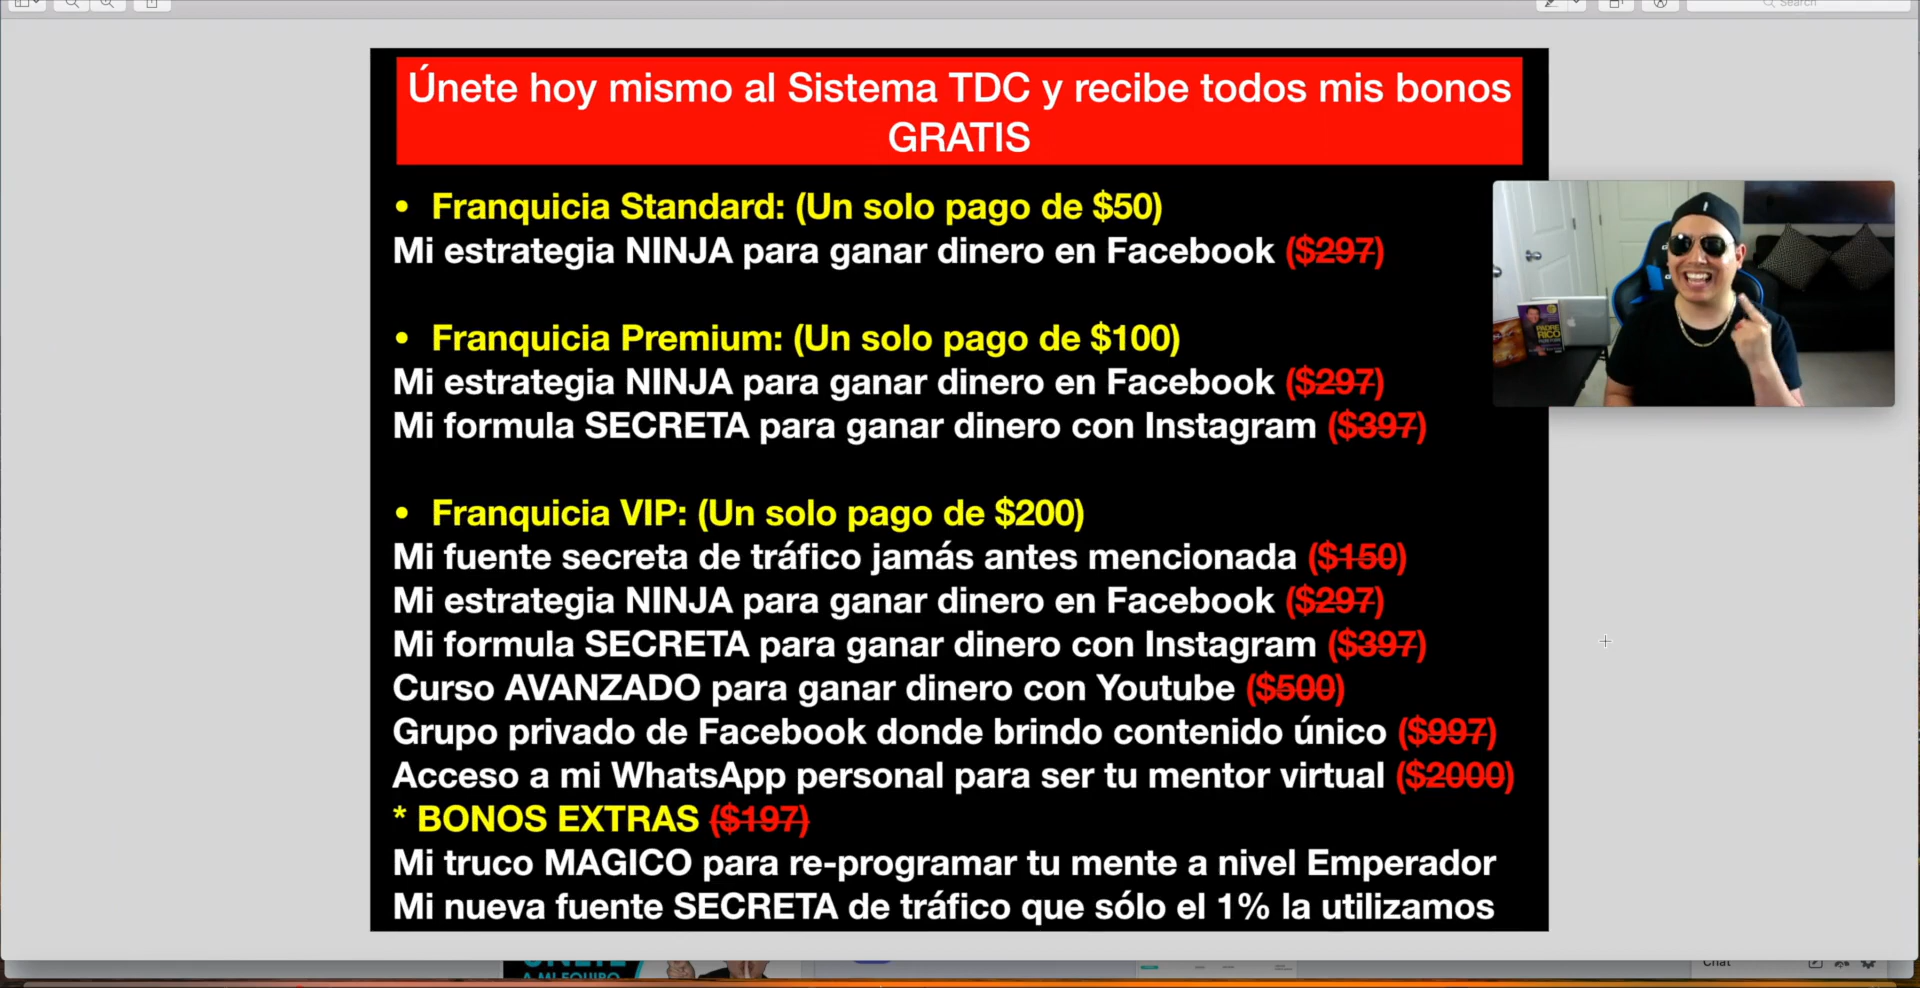 Search
Únete hoy mismo al Sistema TDC y recibe todos mis bonos
GRATIS
• Franquicia Standard: (Un solo pago de $50)
Mi estrategia NINJA para ganar dinero en Facebook ($297)
• Franquicia Premium: (Un solo pago de $100)
Mi estrategia NINJA para ganar dinero en Facebook ($297)
Mi formula SECRETA para ganar dinero con Instagram ($397)
PADRE
RICO
• Franquicia VIP: (Un solo pago de $200)
Mi fuente secreta de tráfico jamás antes mencionada ($150)
Mi estrategia NINJA para ganar dinero en Facebook ($297)
Mi formula SECRETA para ganar dinero con Instagram ($397)
Curso AVANZADO para ganar dinero con Youtube ($500)
Grupo privado de Facebook donde brindo contenido único ($997)
Acceso a mi WhatsApp personal para ser tu mentor virtual ($2000)
* BONOS EXTRAS ($197)
Mi truco MAGICO para re-programar tu mente a nivel Emperador
Mi nueva fuente SECRETA de tráfico que sólo el 1% la utilizamos
A MI EQUIPO
Chat